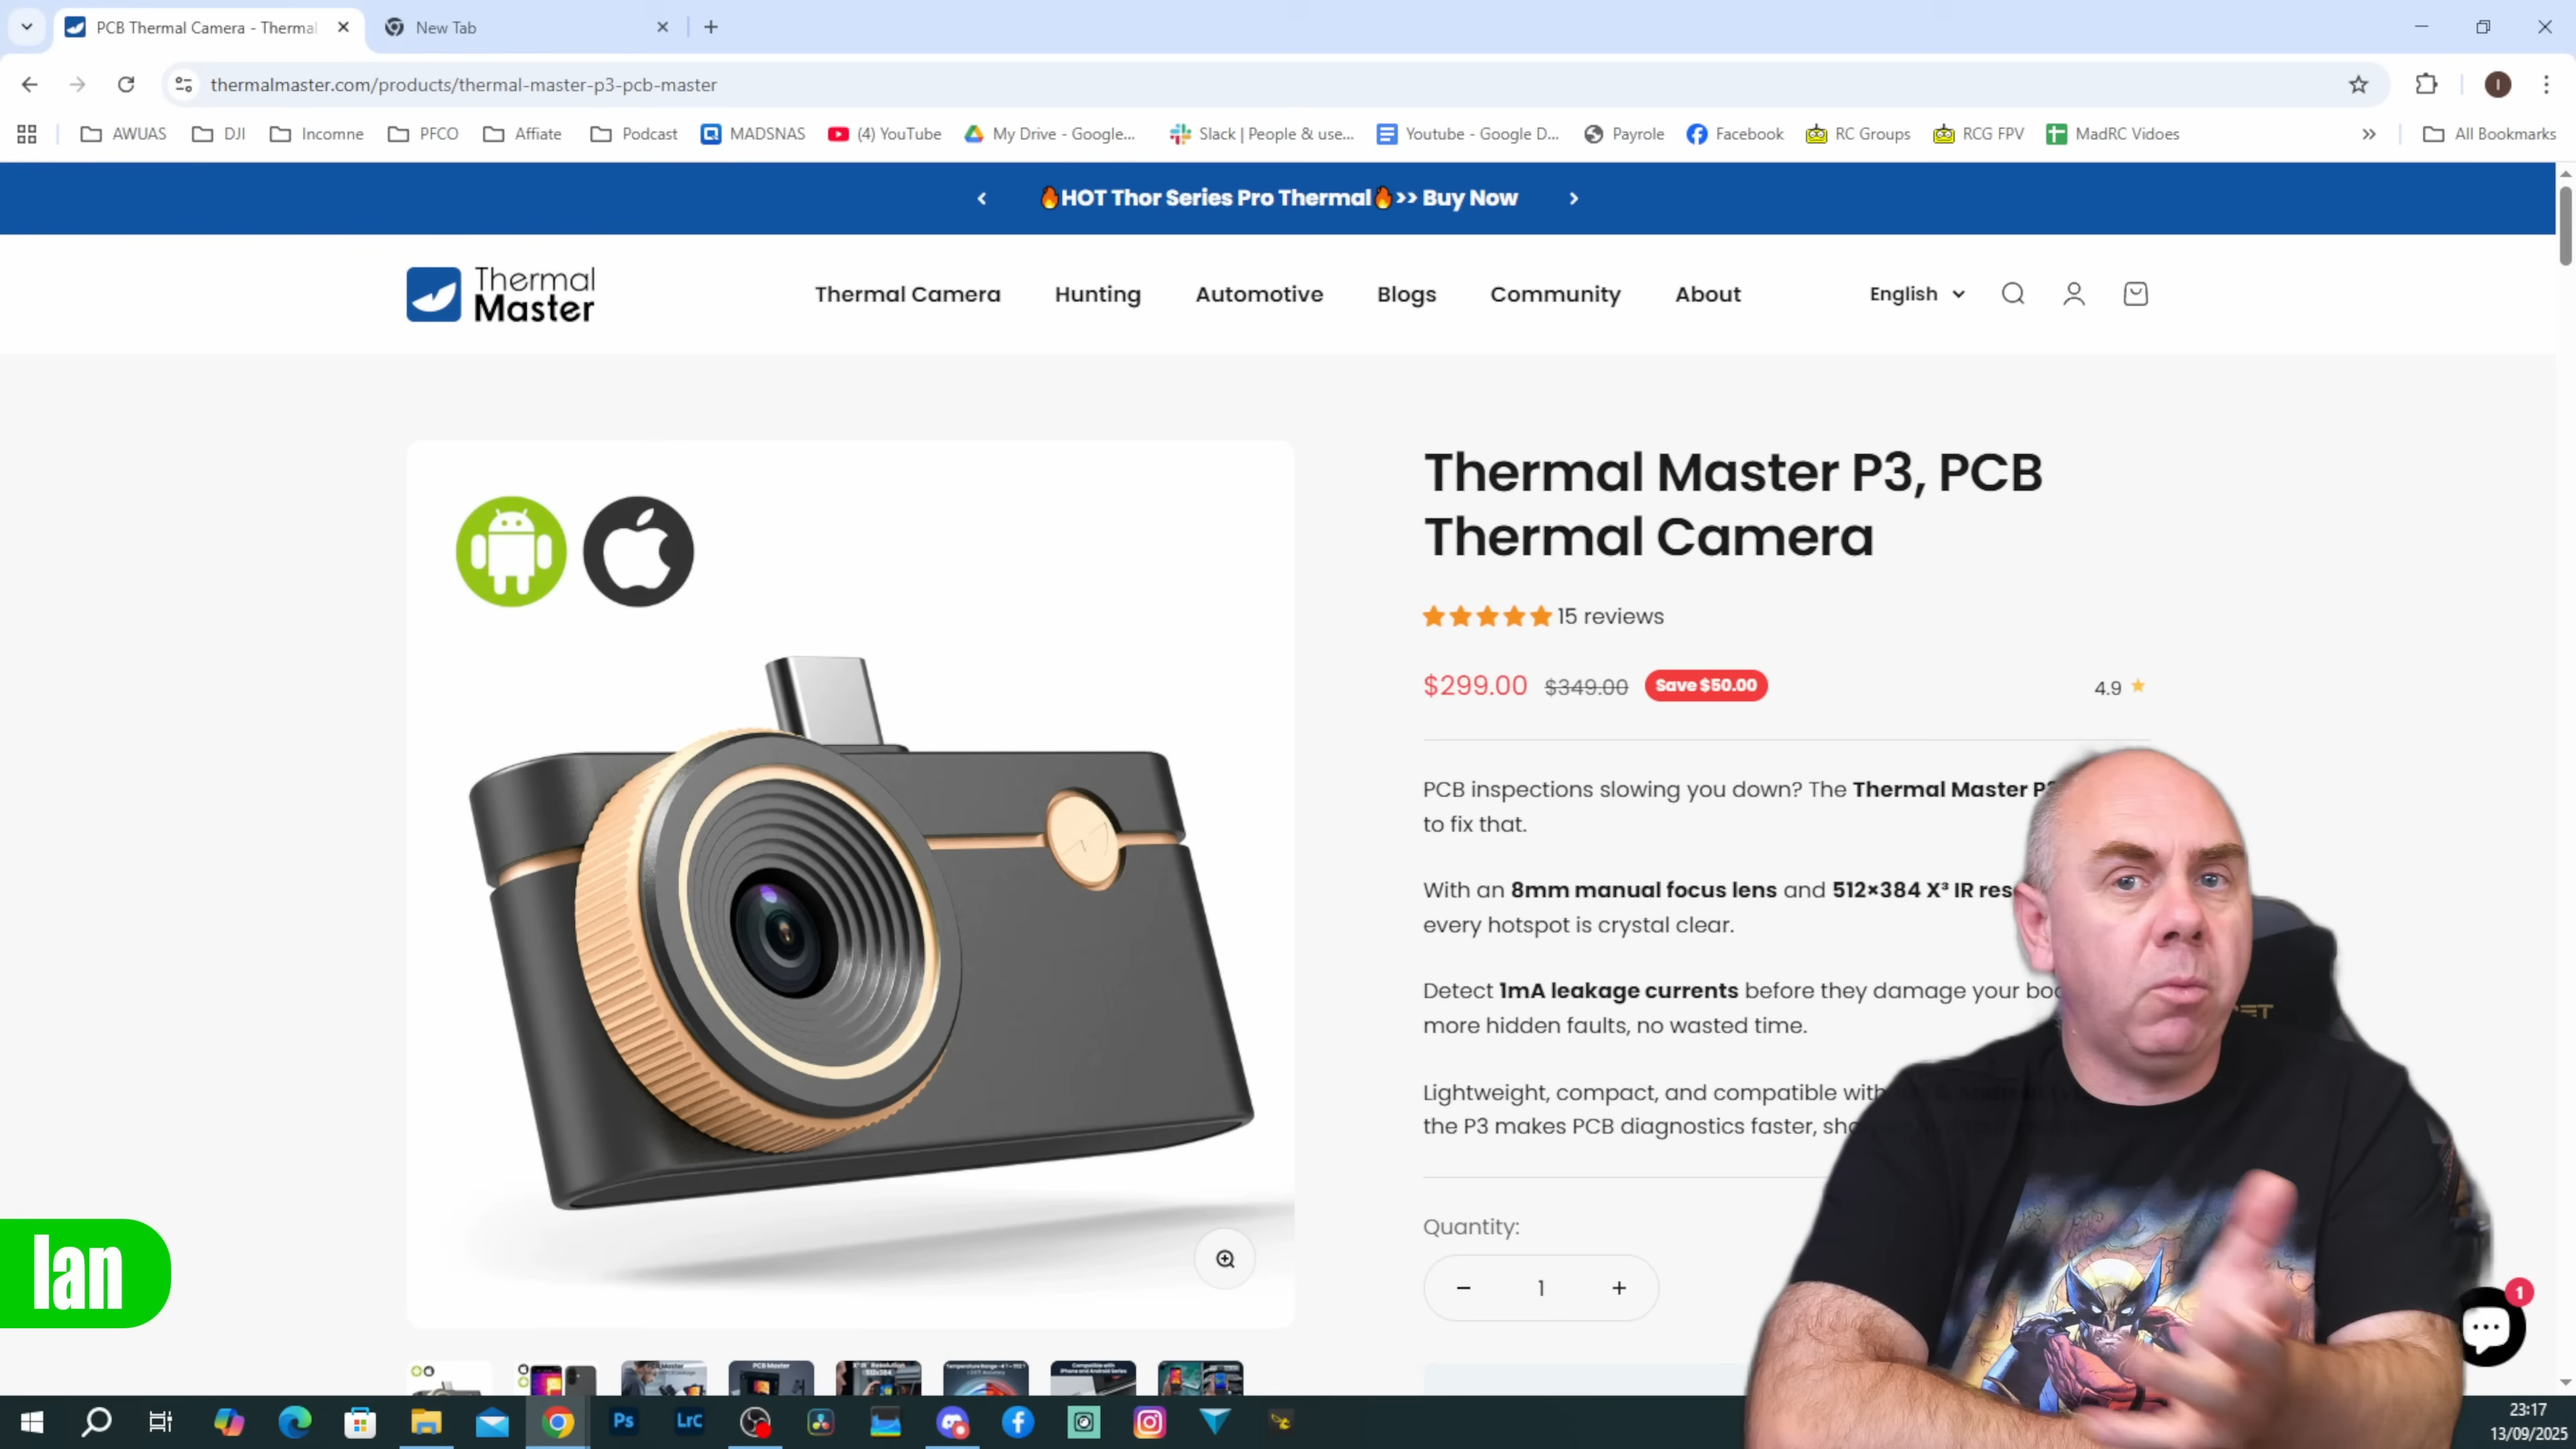 PCB Thermal Camera - Thermal
New Tab
thermalmaster.com/products/thermal-master-p3-pcb-master
AWUAS
DJI
Incomne
PFCO
Affiate
Podcast
MADSNAS
(4) YouTube
My Drive - Google...
Slack | People & use...
Youtube - Google D...
Payrole
Facebook
RC Groups
RCG FPV
MadRC Vidoes
All Bookmarks
🔥HOT Thor Series Pro Thermal🔥>> Buy Now
Thermal
Master
Thermal Camera
Hunting
Automotive
Blogs
Community
About
English
Thermal Master P3, PCB
Thermal Camera
15 reviews
$299.00 $349.00 Save $50.00
4.9
PCB inspections slowing you down? The Thermal Master
to fix that.
With an 8mm manual focus lens and 512×384 X³ IR
every hotspot is crystal clear.
Detect 1mA leakage currents before they damage your
more hidden faults, no wasted time.
Lightweight, compact, and compatible with
the P3 makes PCB diagnostics faster,
Quantity:
− 1 +
Ian
1
PCB Master
Ps
LrC
23:17
13/09/2025